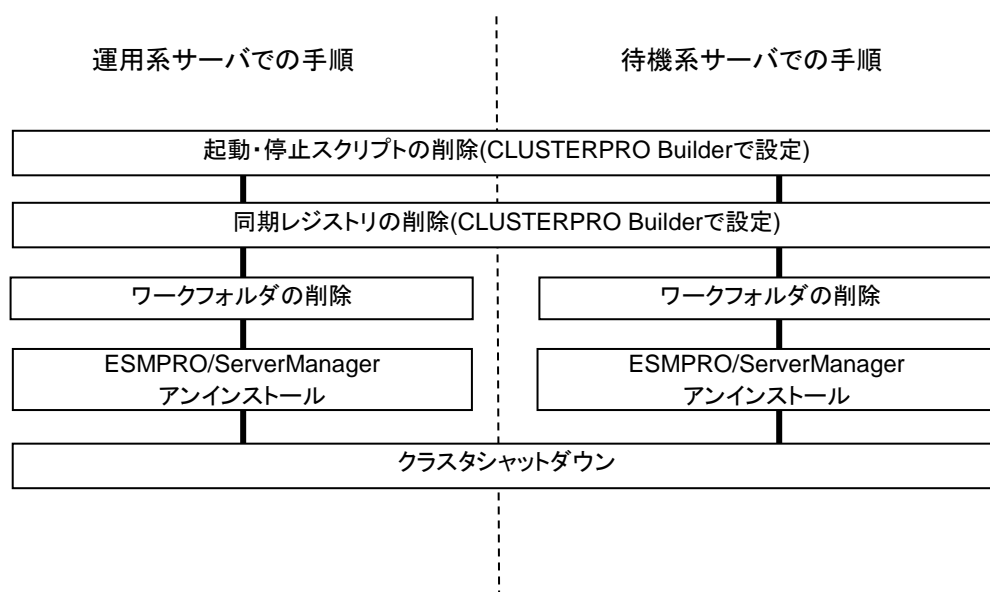 運用系サーバでの手順
待機系サーバでの手順
起動・停止スクリプトの削除(CLUSTERPRO Builderで設定)
同期レジストリの削除(CLUSTERPRO Builderで設定)
ワークフォルダの削除
ワークフォルダの削除
ESMPRO/ServerManager
アンインストール
ESMPRO/ServerManager
アンインストール
クラスタシャットダウン